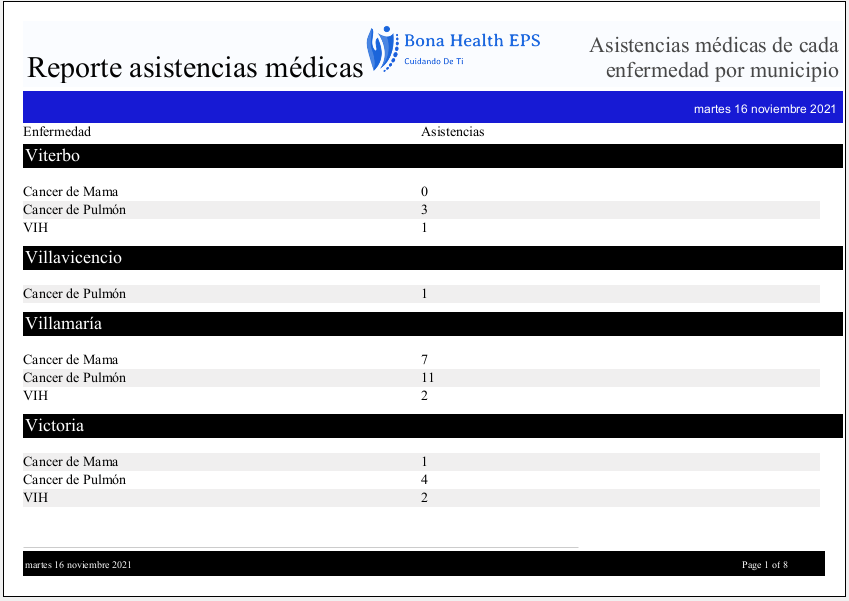 Reporte asistencias médicas
Bona Health EPS
Cuidando De Ti
Asistencias médicas de cada
enfermedad por municipio
martes 16 noviembre 2021
Enfermedad Asistencias
Viterbo
Cancer de Mama 0
Cancer de Pulmón 3
VIH 1
Villavicencio
Cancer de Pulmón 1
Villamaría
Cancer de Mama 7
Cancer de Pulmón 11
VIH 2
Victoria
Cancer de Mama 1
Cancer de Pulmón 4
VIH 2
martes 16 noviembre 2021 Page 1 of 8